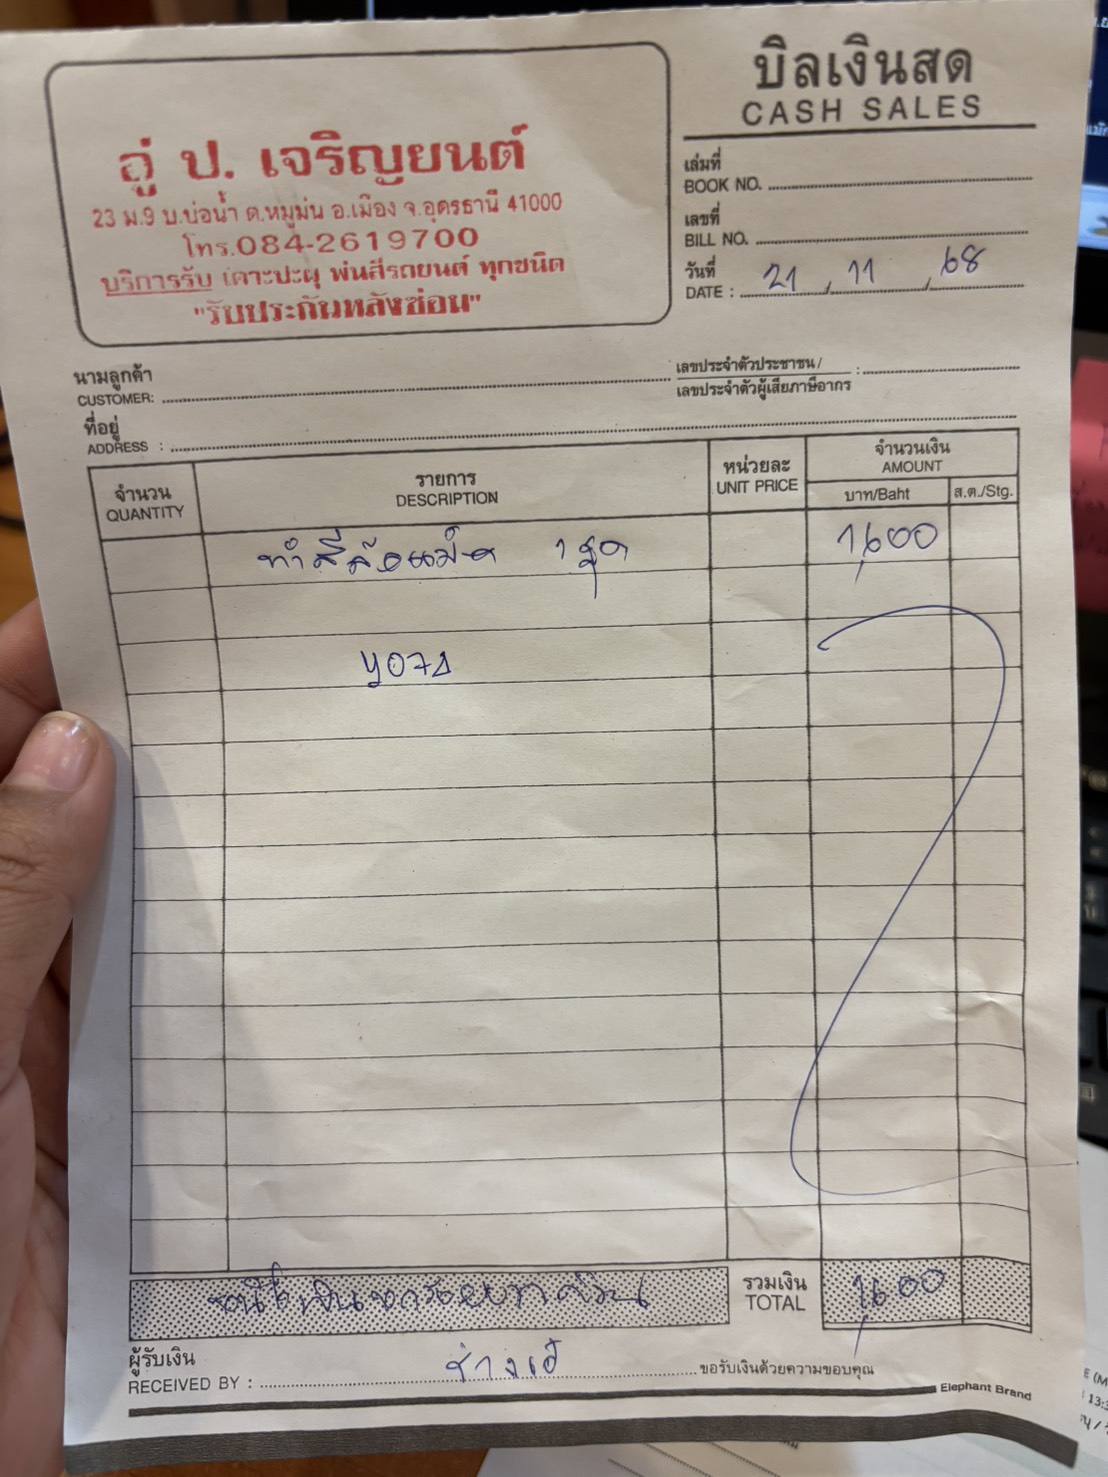 บิลเงินสด
CASH SALES
อู่ ป. เจริญยนต์
23 ม.9 บ.บ่อน้ำ ต.หมูม่น อ.เมือง จ.อุดรธานี 41000
โทร.084-2619700
บริการรับ เคาะปะผุ พ่นสีรถยนต์ ทุกชนิด
"รับประกันหลังซ่อม"
เล่มที่
BOOK NO.
เลขที่
BILL NO.
วันที่
DATE : 21 / 11 / 68
นามลูกค้า
CUSTOMER:
เลขประจำตัวประชาชน /
เลขประจำตัวผู้เสียภาษีอากร :
ที่อยู่
ADDRESS :
จำนวน
QUANTITY
รายการ
DESCRIPTION
หน่วยละ
UNIT PRICE
จำนวนเงิน
AMOUNT
บาท/Baht
ส.ต./Stg.
ทำสีล้อแม็ค 1 ชุด 1,600
รวมเงิน
TOTAL
1,600
ผู้รับเงิน
RECEIVED BY :
ขอรับเงินด้วยความขอบคุณ
Elephant Brand